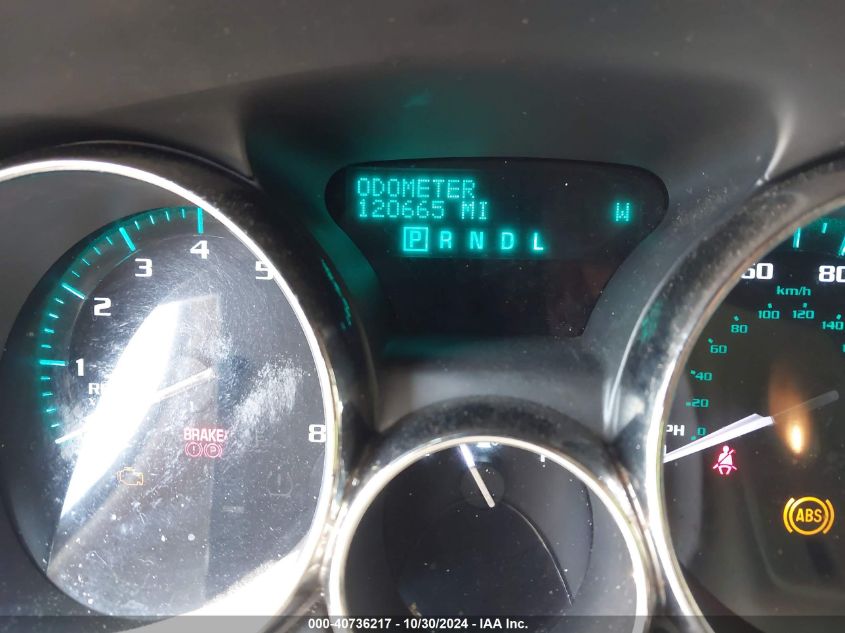 ODOMETER
120665 MI W
P R N D L
1 2 3 4 5 8
BRAKE
P
60 80
km/h
0 20 40 60 80 100 120 140
ABS
000-40736217 - 10/30/2024 - IAA Inc.